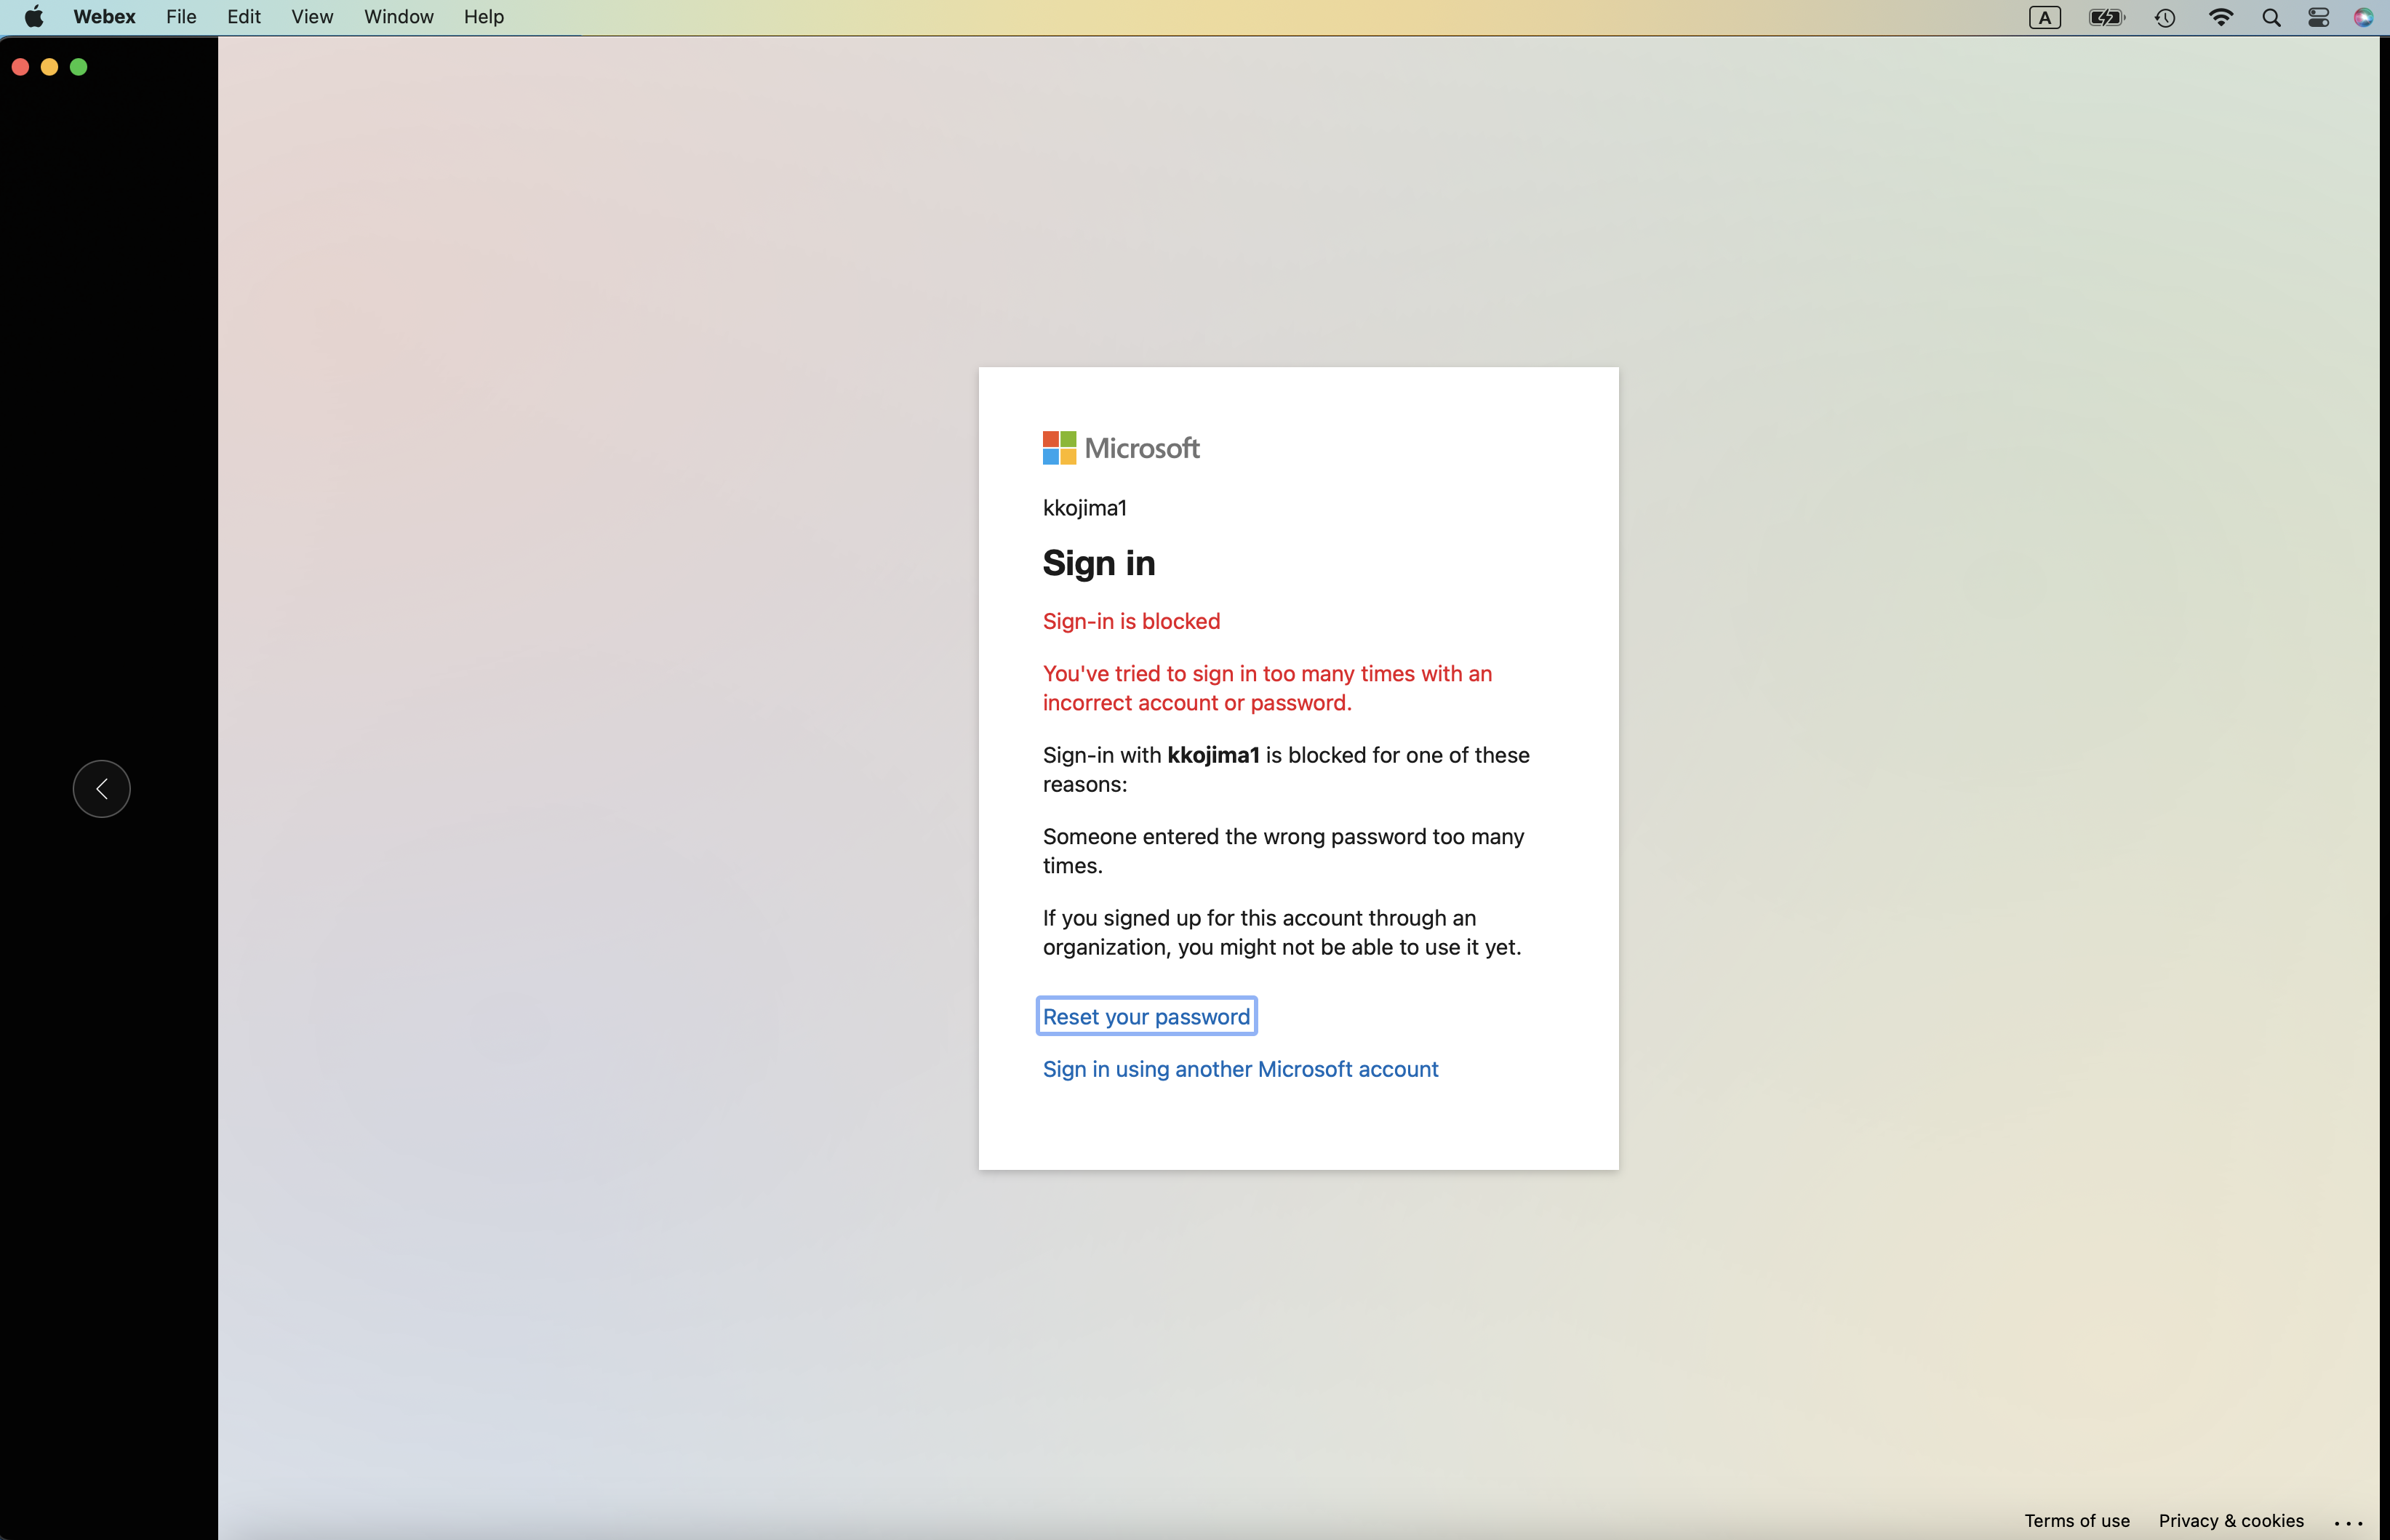 Webex File Edit View Window Help A
Microsoft
kkojima1
Sign in
Sign-in is blocked
You've tried to sign in too many times with an
incorrect account or password.
Sign-in with kkojima1 is blocked for one of these
reasons:
Someone entered the wrong password too many
times.
If you signed up for this account through an
organization, you might not be able to use it yet.
Reset your password
Sign in using another Microsoft account
Terms of use Privacy & cookies ...